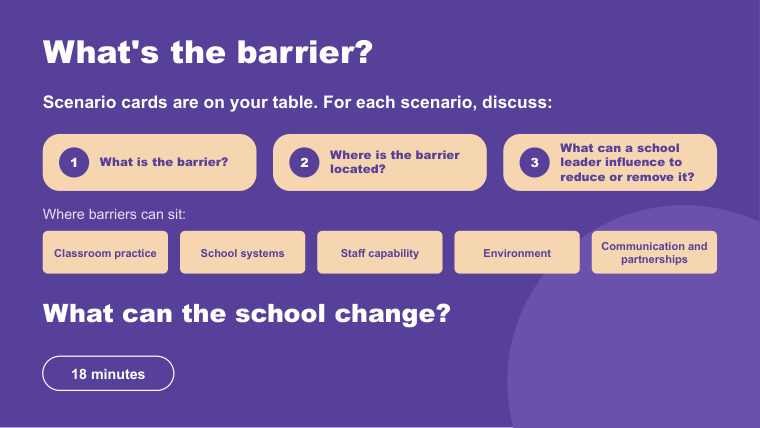 What's the barrier?
Scenario cards are on your table. For each scenario, discuss:
1
What is the barrier?
2
Where is the barrier
located?
3
What can a school
leader influence to
reduce or remove it?
Where barriers can sit:
Classroom practice
School systems
Staff capability
Environment
Communication and
partnerships
What can the school change?
18 minutes